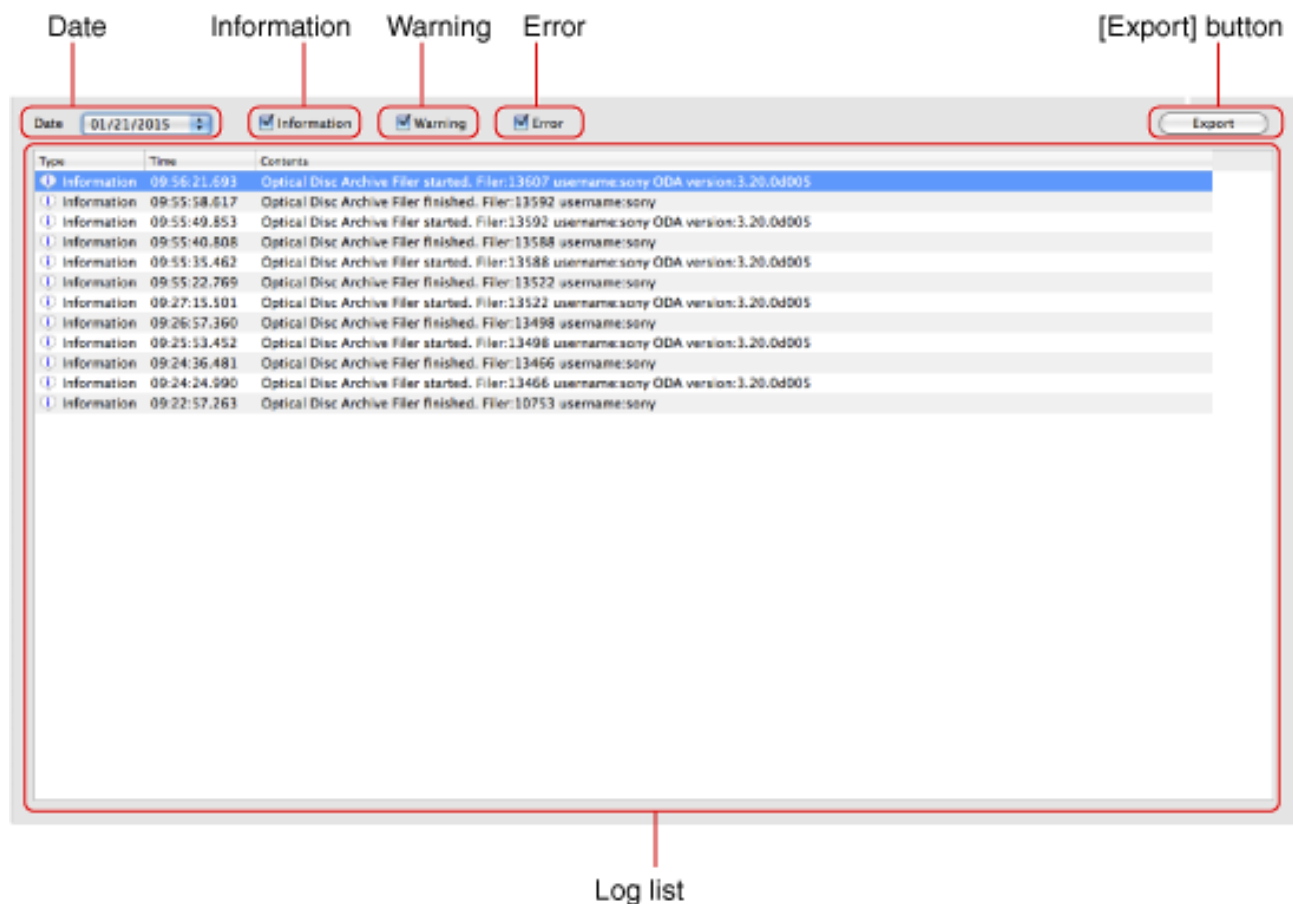 Date Information Warning Error [Export] button
Date 01/21/2015 Information Warning Error Export
Type Time Contents
Information 09:56:21.693 Optical Disc Archive Filer started. Filer:13607 username:sony ODA version:3.20.0d005
Information 09:55:58.617 Optical Disc Archive Filer finished. Filer:13592 username:sony
Information 09:55:49.853 Optical Disc Archive Filer started. Filer:13592 username:sony ODA version:3.20.0d005
Information 09:55:40.808 Optical Disc Archive Filer finished. Filer:13588 username:sony
Information 09:55:35.462 Optical Disc Archive Filer started. Filer:13588 username:sony ODA version:3.20.0d005
Information 09:55:22.769 Optical Disc Archive Filer finished. Filer:13522 username:sony
Information 09:27:15.501 Optical Disc Archive Filer started. Filer:13522 username:sony ODA version:3.20.0d005
Information 09:26:57.360 Optical Disc Archive Filer finished. Filer:13498 username:sony
Information 09:25:53.452 Optical Disc Archive Filer started. Filer:13498 username:sony ODA version:3.20.0d005
Information 09:24:36.481 Optical Disc Archive Filer finished. Filer:13466 username:sony
Information 09:24:24.990 Optical Disc Archive Filer started. Filer:13466 username:sony ODA version:3.20.0d005
Information 09:22:57.263 Optical Disc Archive Filer finished. Filer:10753 username:sony
Log list